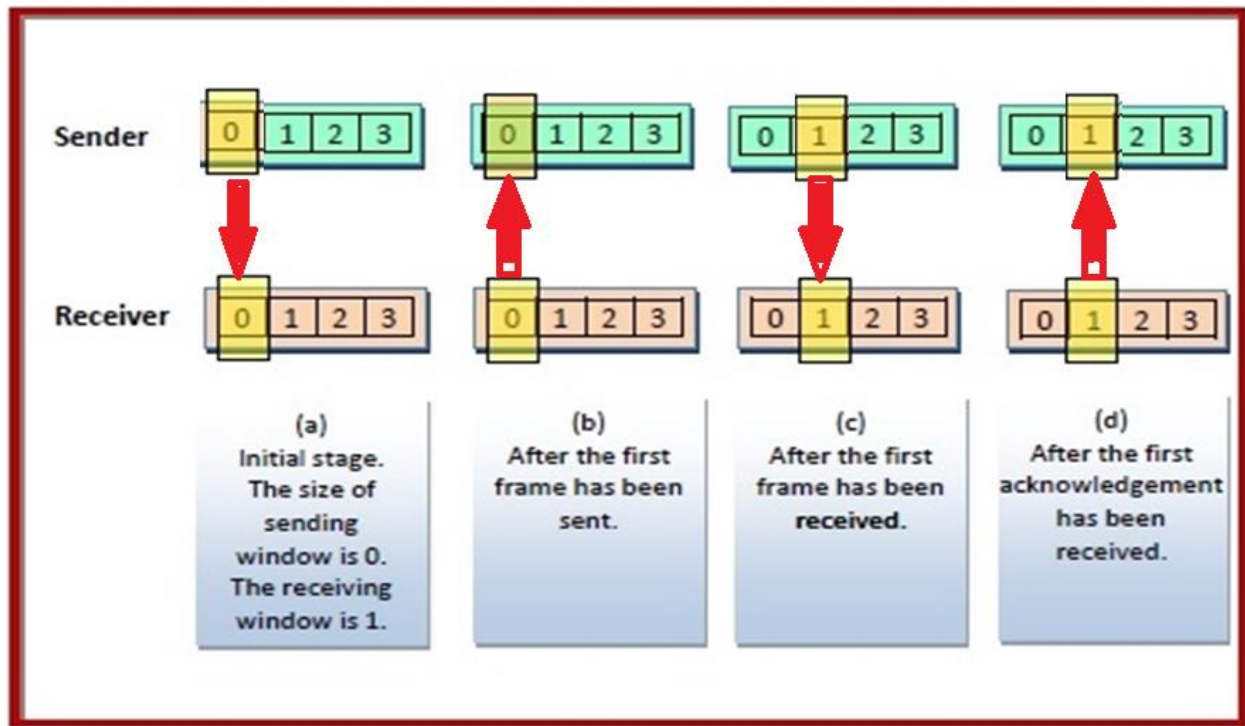 Sender
0 1 2 3
0 1 2 3
0 1 2 3
0 1 2 3
Receiver
0 1 2 3
0 1 2 3
0 1 2 3
0 1 2 3
(a)
Initial stage.
The size of
sending
window is 0.
The receiving
window is 1.
(b)
After the first
frame has been
sent.
(c)
After the first
frame has been
received.
(d)
After the first
acknowledgement
has been
received.